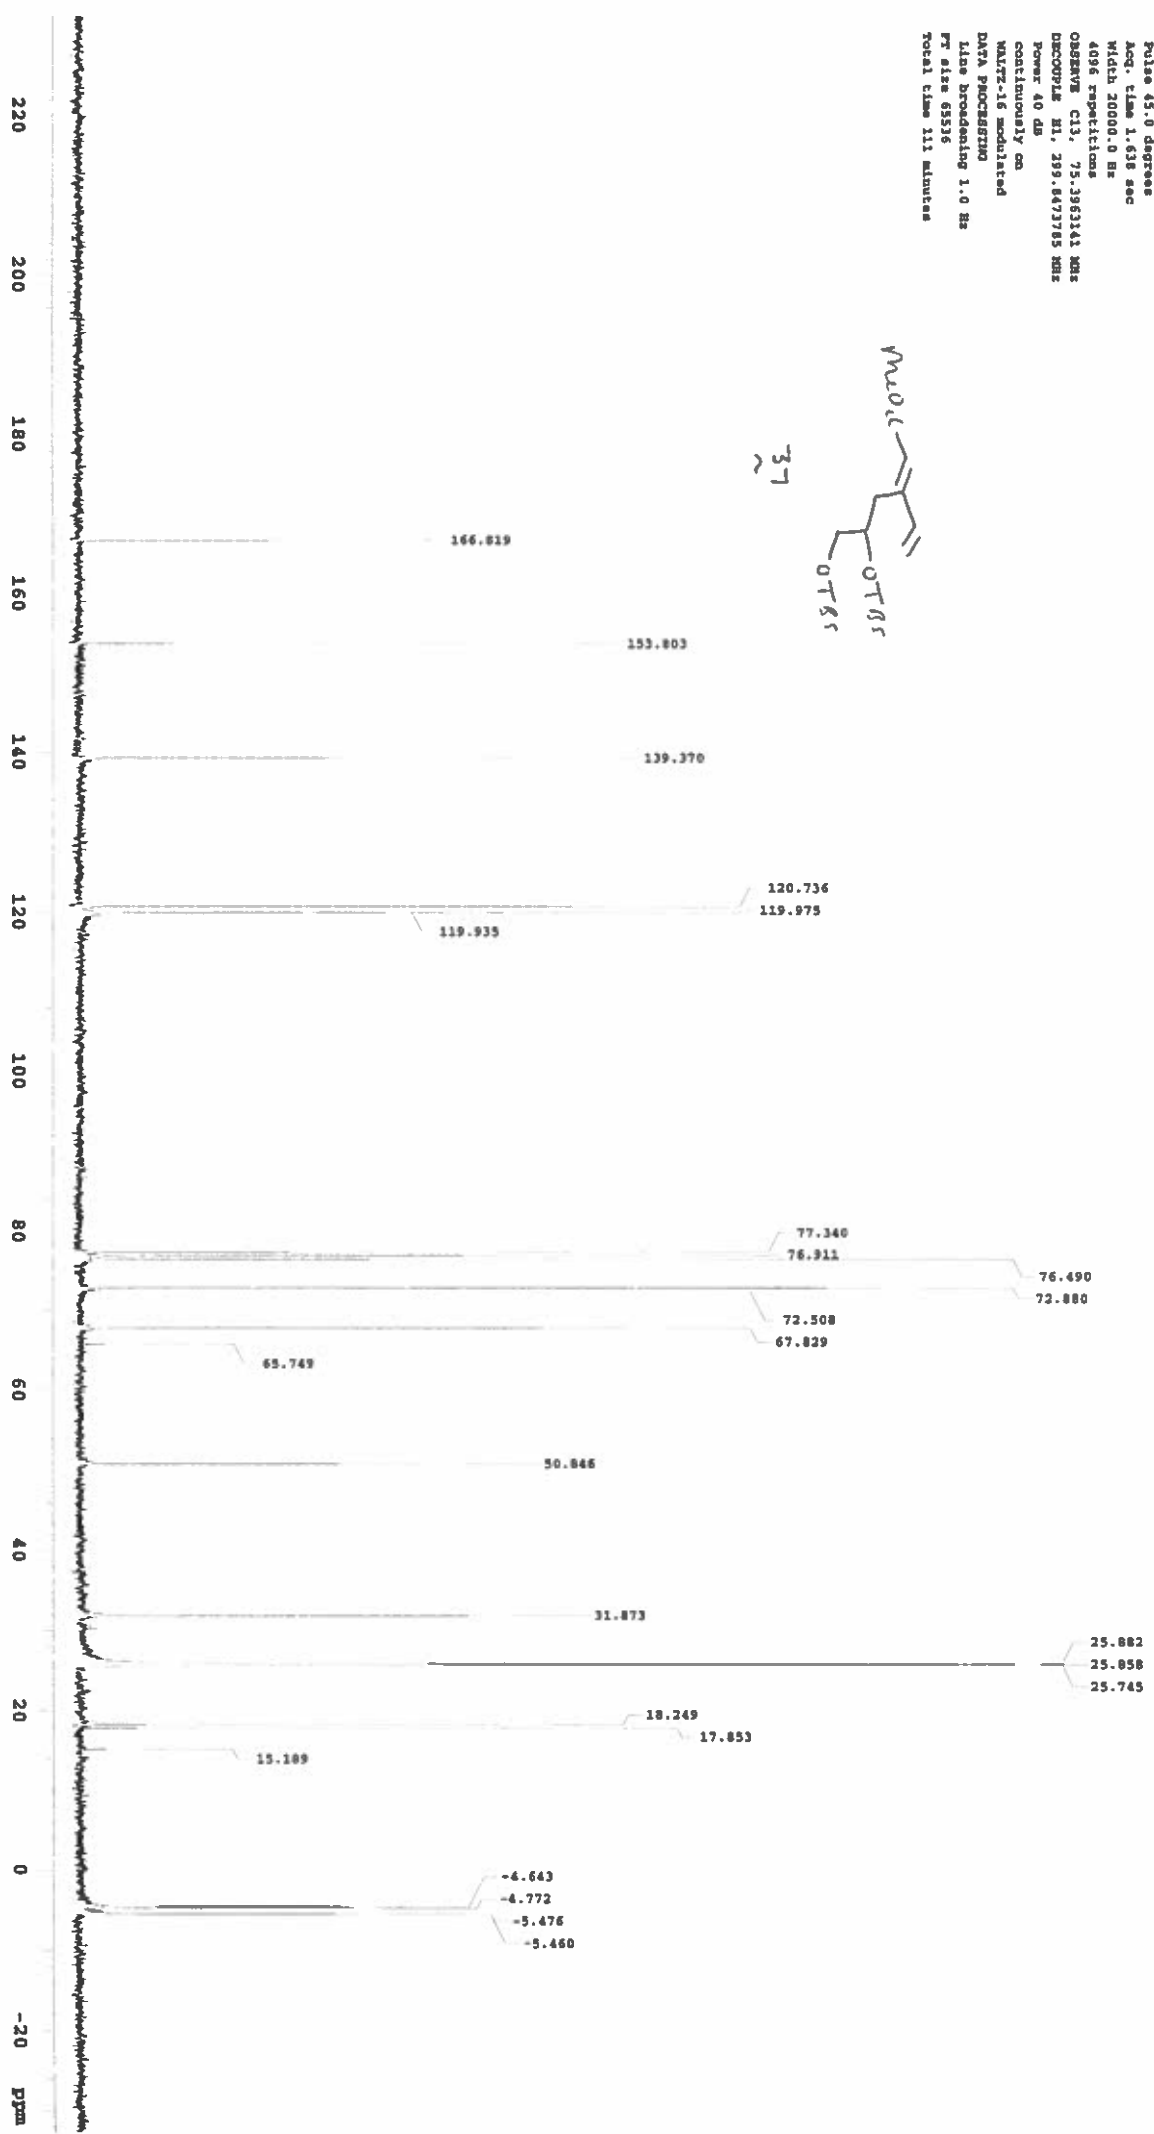 Pulse 45.0 degrees
Acq. time 1.638 sec
Width 20000.0 Hz
4096 repetitions
OBSERVE C13, 75.3963141 MHz
DECOUPLE H1, 299.8473785 MHz
Power 40 dB
continuously on
WALTZ-16 modulated
DATA PROCESSING
Line broadening 1.0 Hz
FT size 65536
Total time 111 minutes
OTBS
OTBS
37
166.819
153.803
139.370
120.736
119.975
119.935
77.340
76.911
76.490
72.880
72.508
67.829
65.749
50.846
31.873
25.882
25.858
25.745
18.249
17.853
15.189
-4.643
-4.772
-5.476
-5.460
220 200 180 160 140 120 100 80 60 40 20 0 -20 ppm